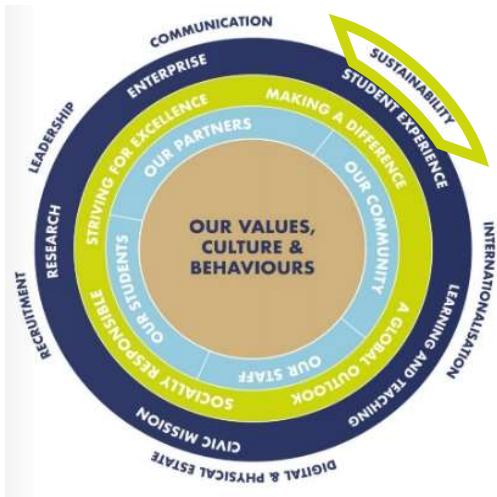 COMMUNICATION
SUSTAINABILITY
INTERNATIONALISATION
DIGITAL & PHYSICAL ESTATE
RECRUITMENT
LEADERSHIP
ENTERPRISE
STUDENT EXPERIENCE
LEARNING AND TEACHING
CIVIC MISSION
RESEARCH
STRIVING FOR EXCELLENCE
MAKING A DIFFERENCE
A GLOBAL OUTLOOK
SOCIALLY RESPONSIBLE
OUR PARTNERS
OUR COMMUNITY
OUR STAFF
OUR STUDENTS
OUR VALUES,
CULTURE &
BEHAVIOURS